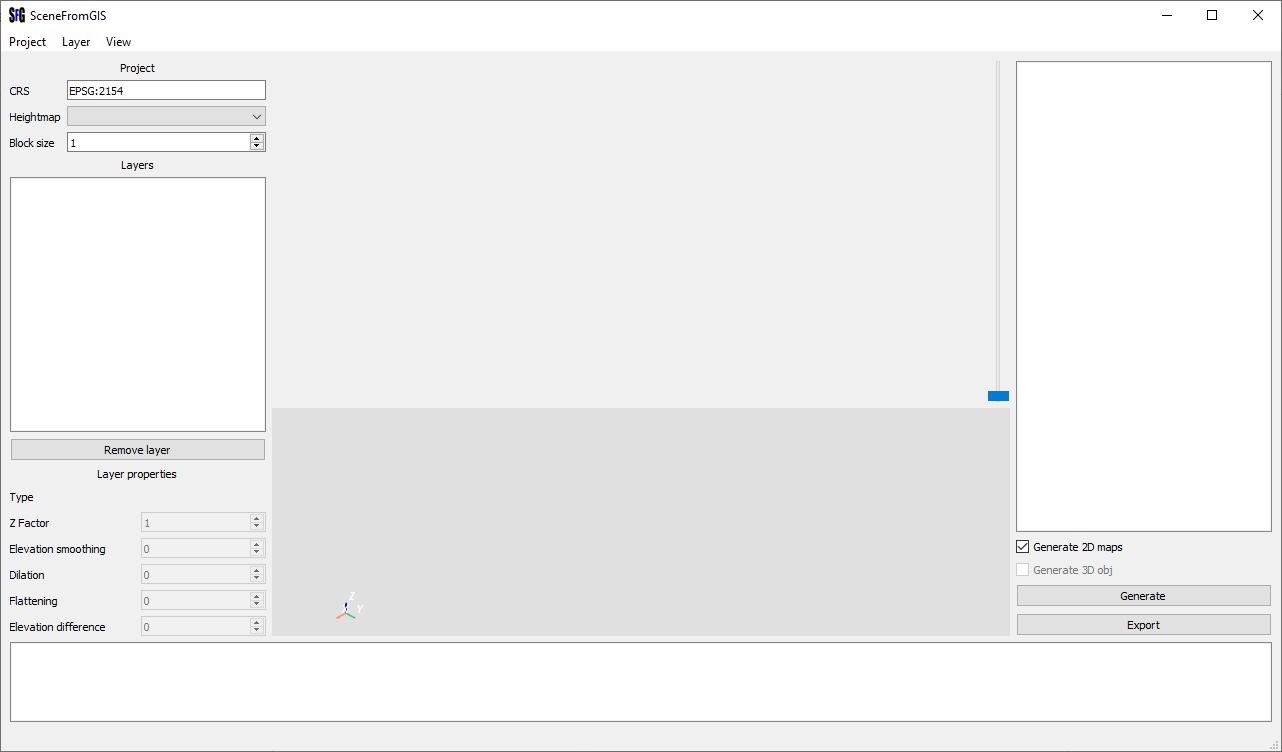 SFG SceneFromGIS
Project Layer View
Project
CRS EPSG:2154
Heightmap
Block size 1
Layers
Remove layer
Layer properties
Type
Z Factor 1
Elevation smoothing 0
Dilation 0
Flattening 0
Elevation difference 0
Z
X Y
Generate 2D maps
Generate 3D obj
Generate
Export